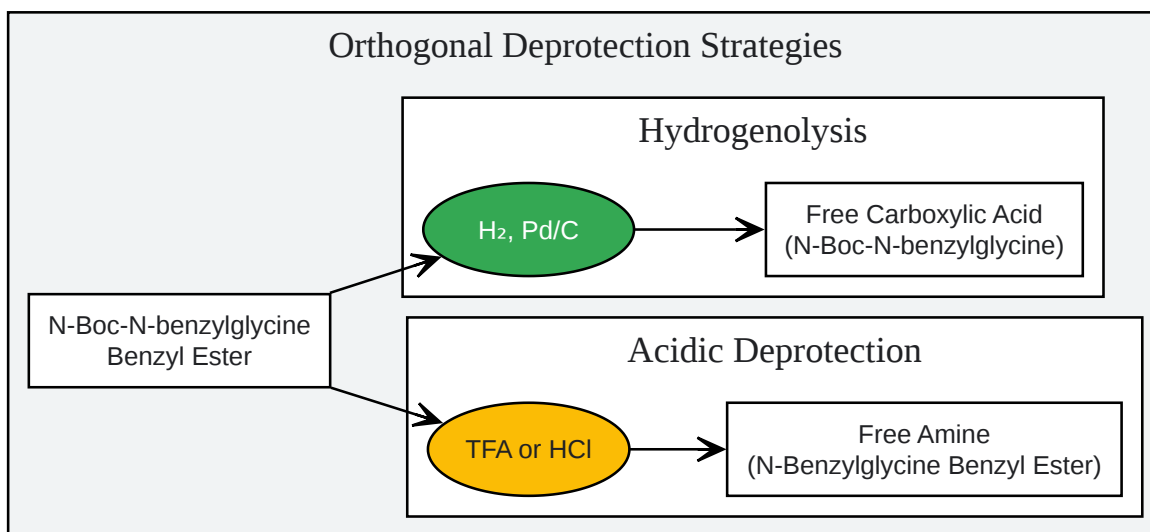 Orthogonal Deprotection Strategies
Hydrogenolysis
H₂, Pd/C
Free Carboxylic Acid
(N-Boc-N-benzylglycine)
N-Boc-N-benzylglycine
Benzyl Ester
Acidic Deprotection
TFA or HCl
Free Amine
(N-Benzylglycine Benzyl Ester)